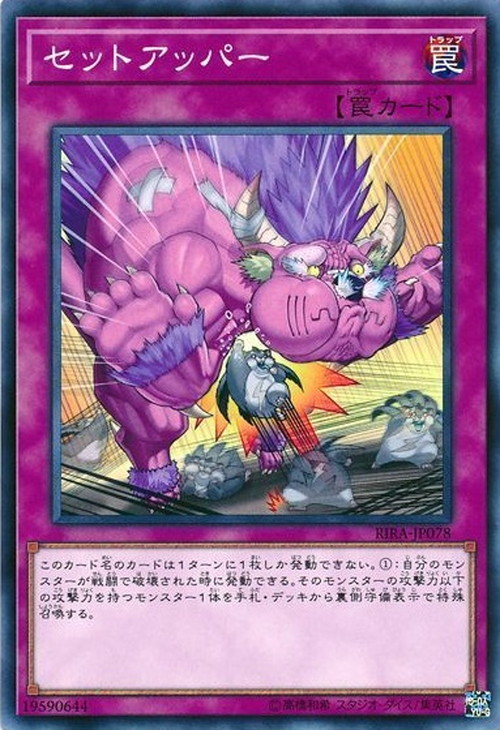 セットアッパー
トラップ
罠
トラップ
【罠カード】
RIRA-JP078
このカード名のカードは1ターンに1枚しか発動できない。①:自分のモン
スターが戦闘で破壊された時に発動できる。そのモンスターの攻撃力以下
の攻撃力を持つモンスター1体を手札・デッキから裏側守備表示で特殊
召喚する。
19590644
©高橋和希 スタジオ・ダイス/集英社